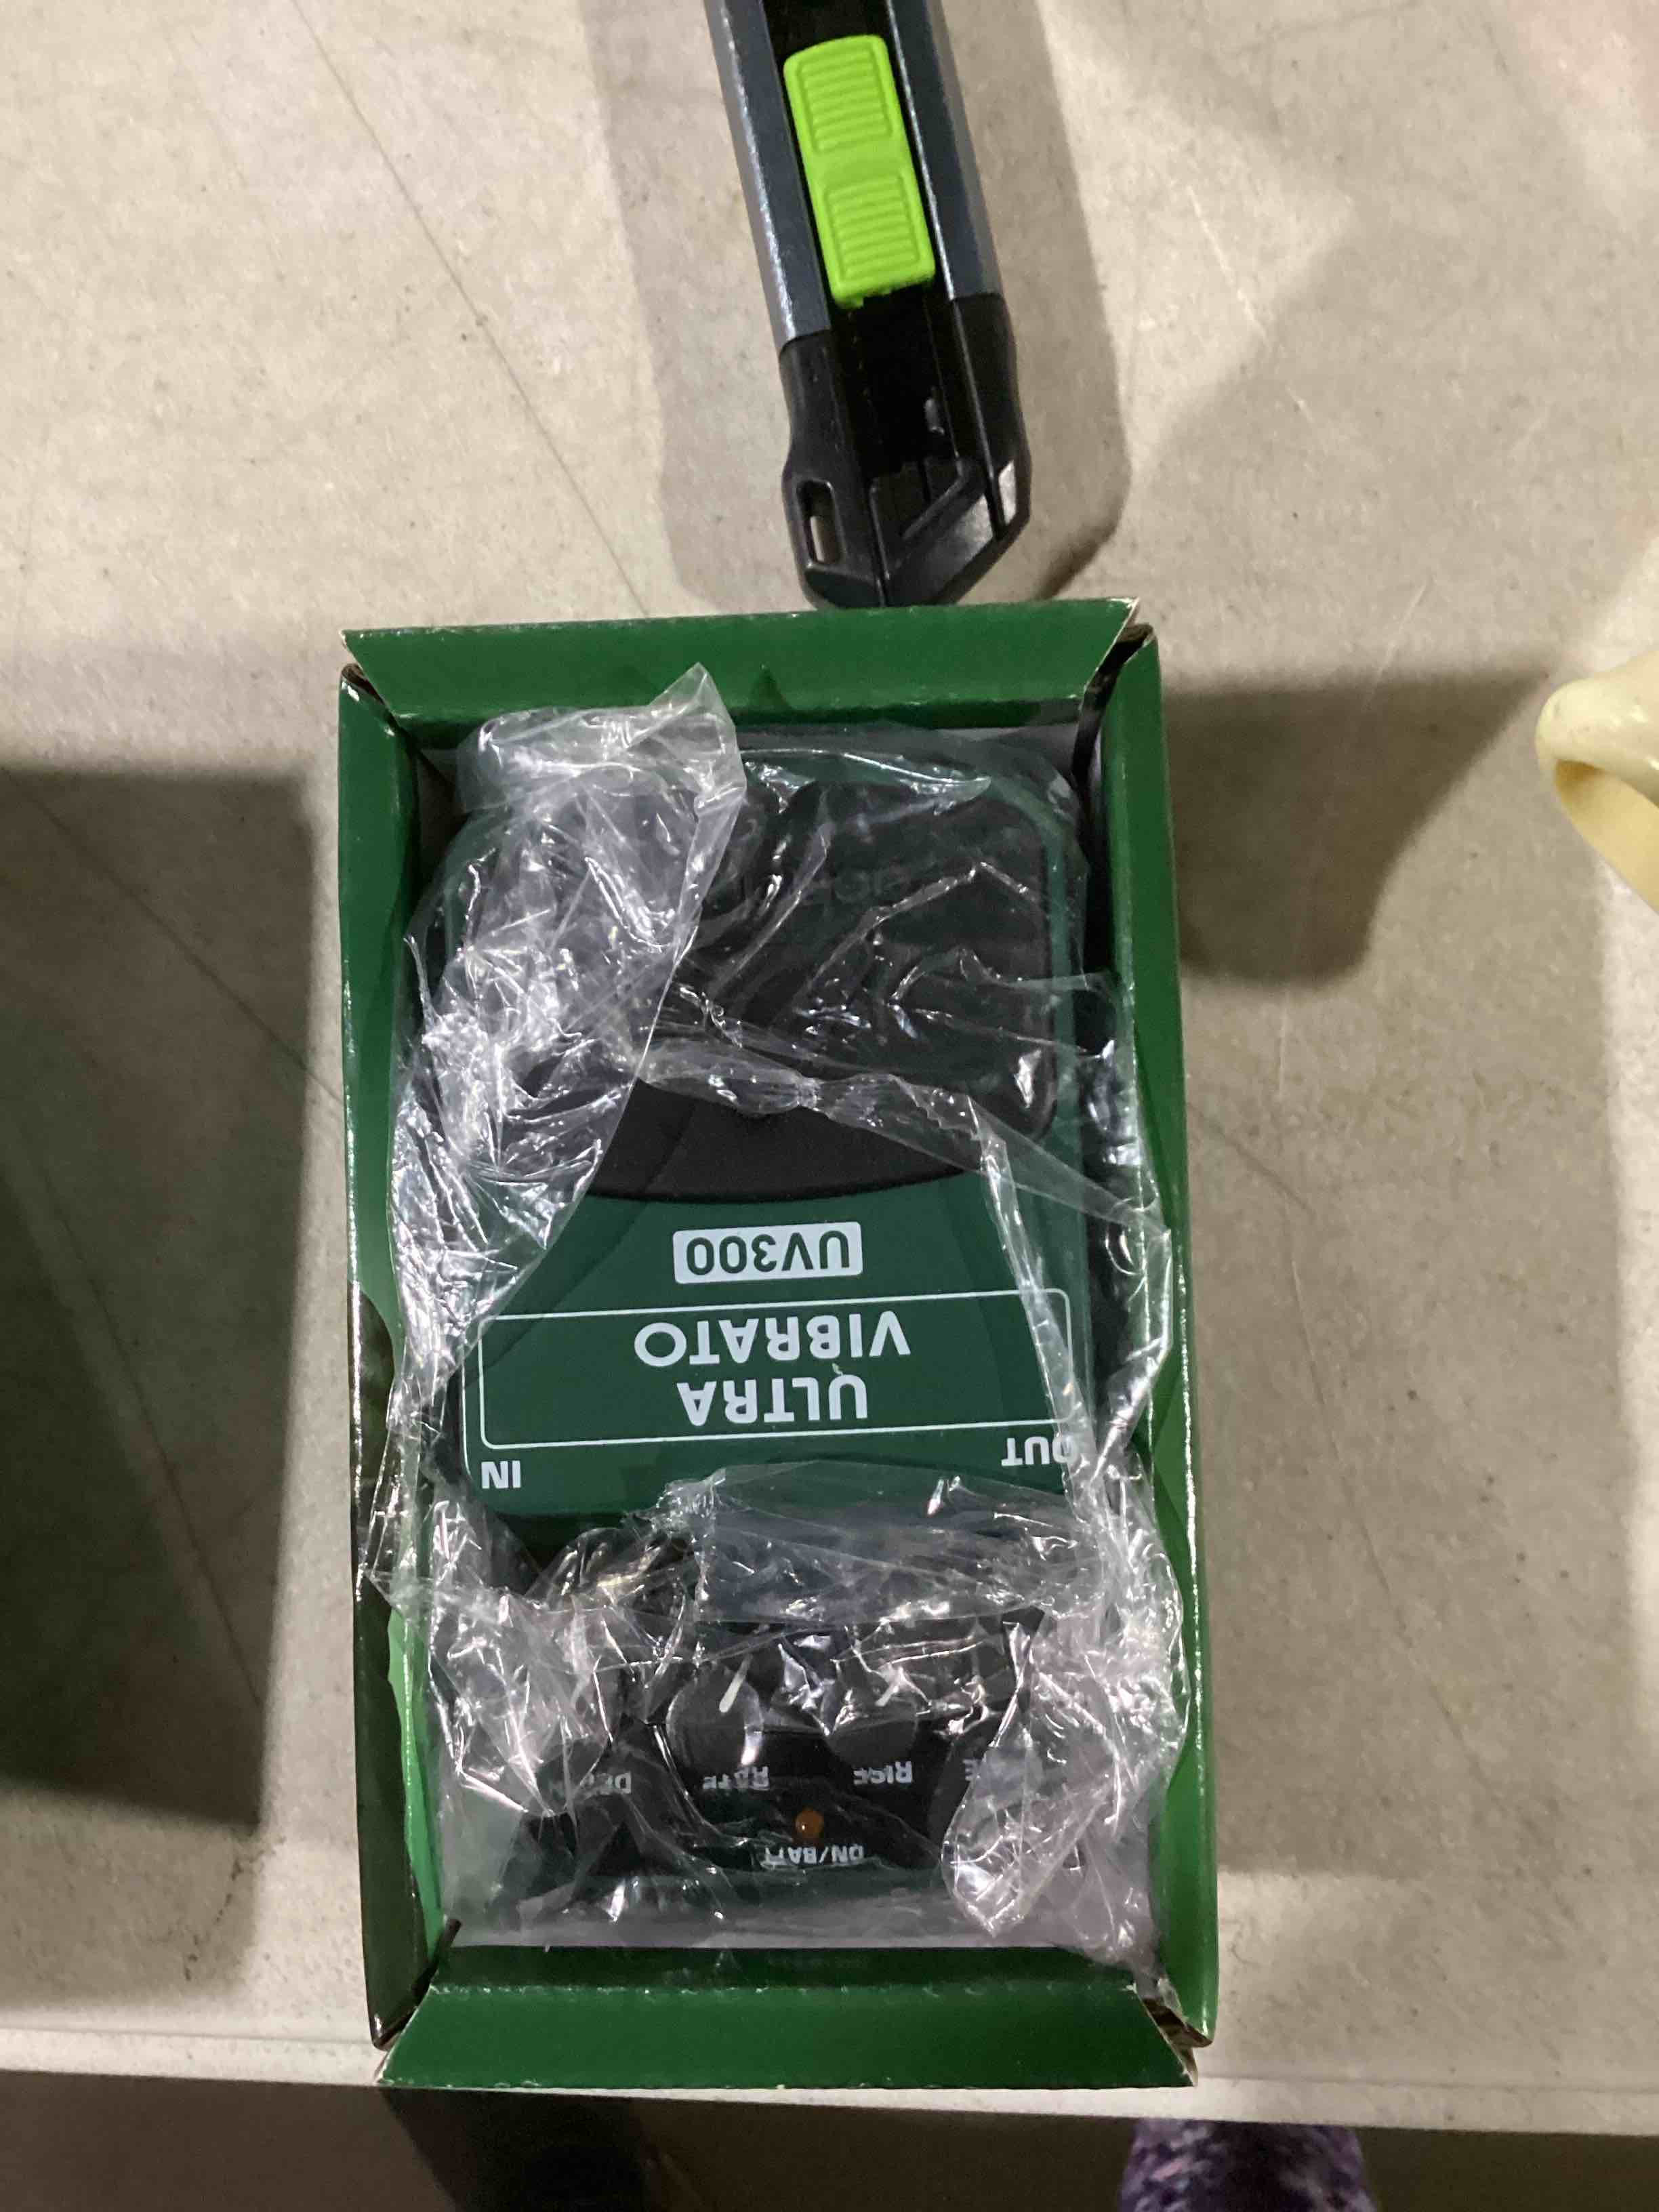 ON/BATT
RISE RATE
OUT IN
ULTRA
VIBRATO
UV300